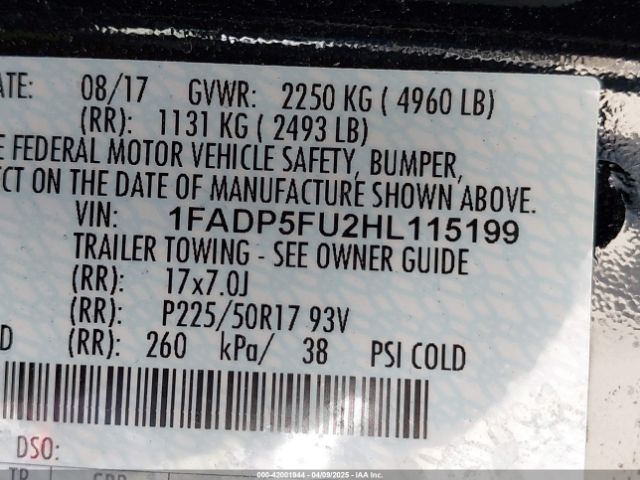 ATE: 08/17 GVWR: 2250 KG ( 4960 LB)
(RR): 1131 KG ( 2493 LB)
E FEDERAL MOTOR VEHICLE SAFETY, BUMPER,
ECT ON THE DATE OF MANUFACTURE SHOWN ABOVE.
VIN: 1FADP5FU2HL115199
TRAILER TOWING - SEE OWNER GUIDE
(RR): 17x7.0J
(RR): P225/50R17 93V
D (RR): 260 kPa/ 38 PSI COLD
DSO:
TR
000-42001944 - 04/09/2025 - IAA Inc.